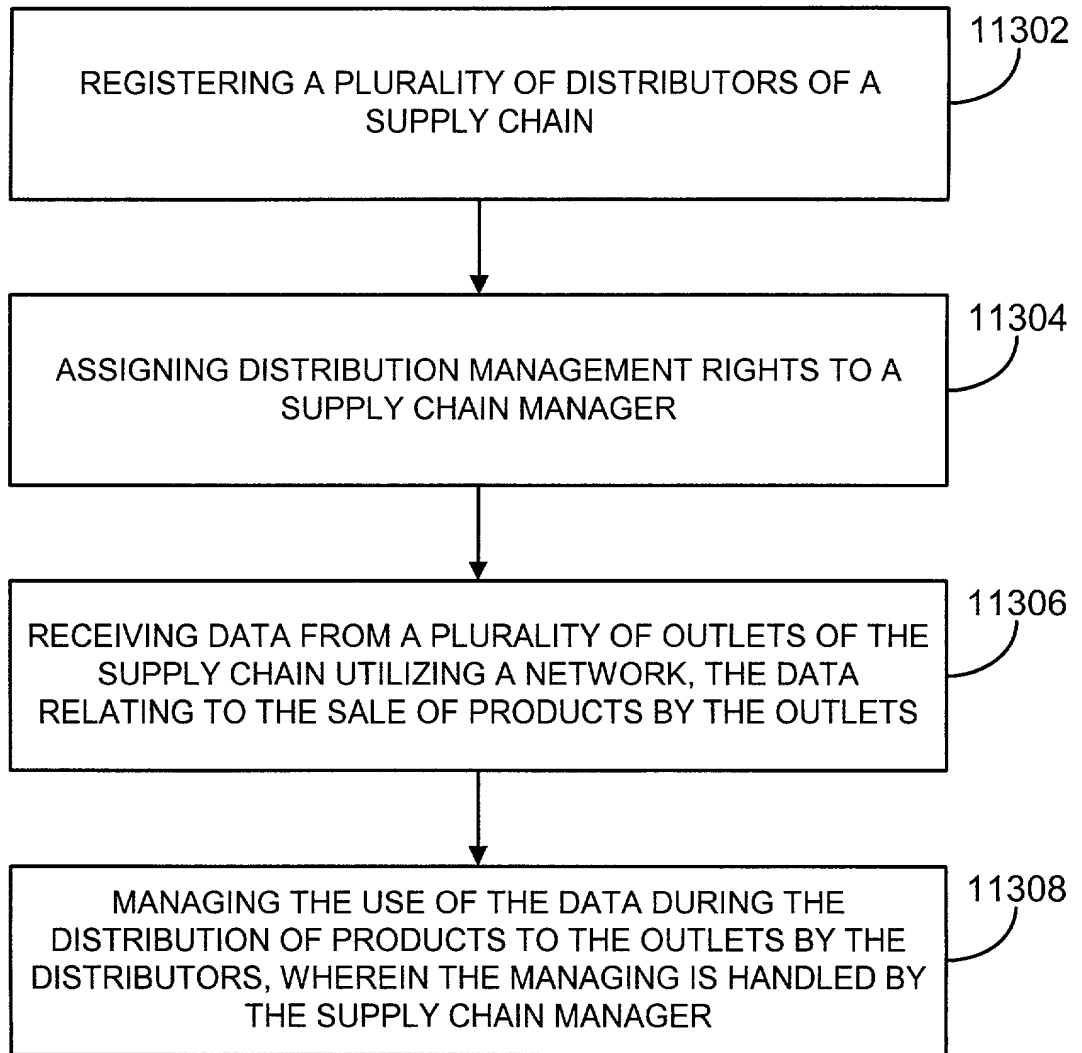 11302
REGISTERING A PLURALITY OF DISTRIBUTORS OF A
SUPPLY CHAIN
11304
ASSIGNING DISTRIBUTION MANAGEMENT RIGHTS TO A
SUPPLY CHAIN MANAGER
11306
RECEIVING DATA FROM A PLURALITY OF OUTLETS OF THE
SUPPLY CHAIN UTILIZING A NETWORK, THE DATA
RELATING TO THE SALE OF PRODUCTS BY THE OUTLETS
11308
MANAGING THE USE OF THE DATA DURING THE
DISTRIBUTION OF PRODUCTS TO THE OUTLETS BY THE
DISTRIBUTORS, WHEREIN THE MANAGING IS HANDLED BY
THE SUPPLY CHAIN MANAGER